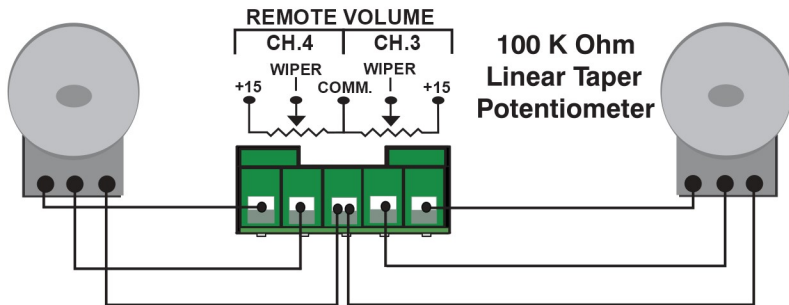 REMOTE VOLUME
CH.4 CH.3
WIPER WIPER
+15 COMM. +15
100 K Ohm
Linear Taper
Potentiometer